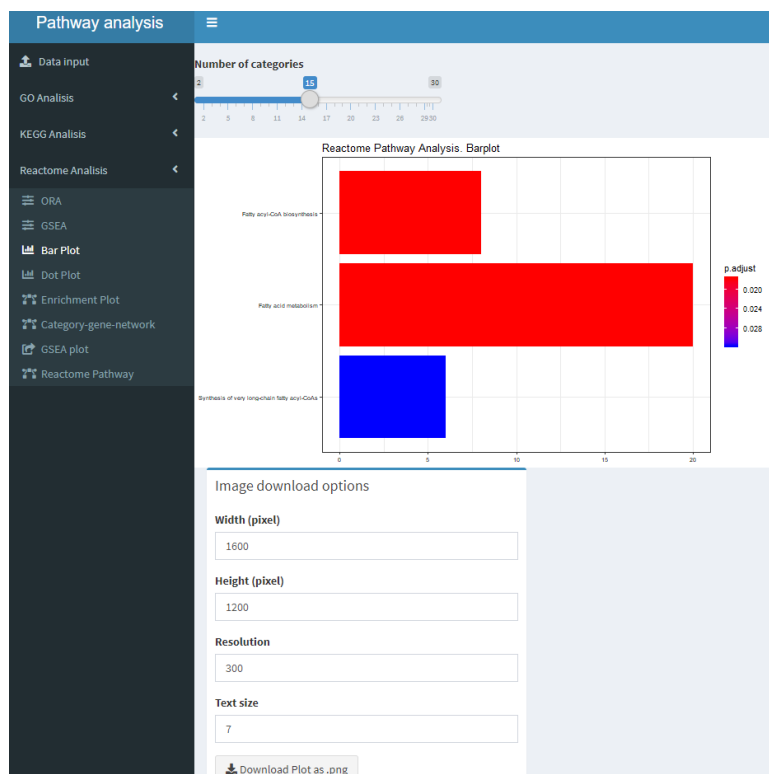 Pathway analysis
Data input
GO Analisis
KEGG Analisis
Reactome Analisis
ORA
GSEA
Bar Plot
Dot Plot
Enrichment Plot
Category-gene-network
GSEA plot
Reactome Pathway
Number of categories
2 15 30
2 5 8 11 14 17 20 23 26 29 30
Reactome Pathway Analysis. Barplot
Fatty acyl-CoA biosynthesis
Fatty acid metabolism
Synthesis of very long-chain fatty acyl-CoAs
0 5 10 15 20
p.adjust
0.020
0.024
0.028
Image download options
Width (pixel)
1600
Height (pixel)
1200
Resolution
300
Text size
7
Download Plot as .png